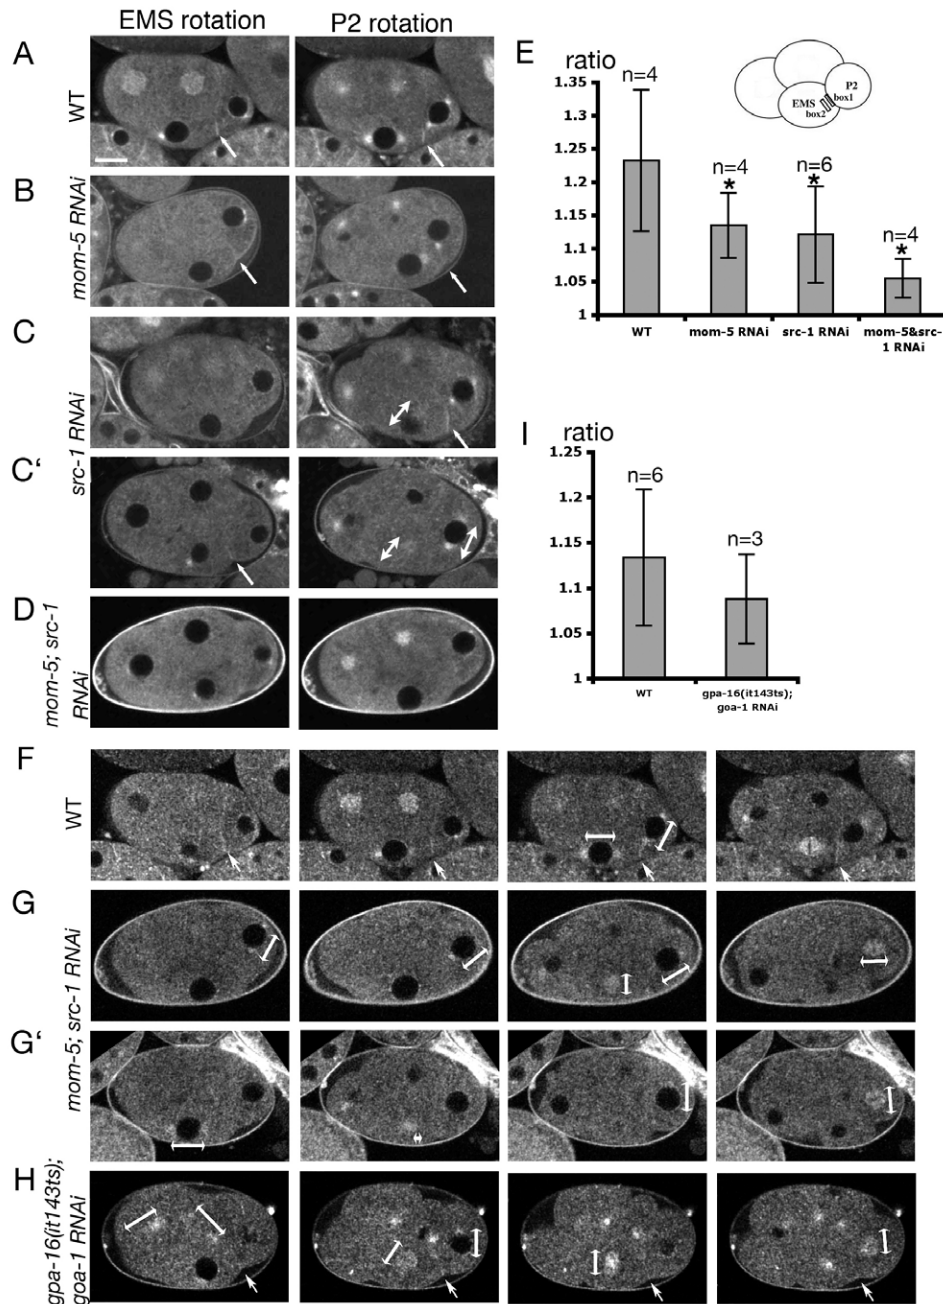 EMS rotation
P2 rotation
A
WT
B
mom-5 RNAi
C
C'
src-1 RNAi
D
mom-5; src-1
RNAi
E
ratio
1.35
1.3
1.25
1.2
1.15
1.1
1.05
1
n=4
n=4
*
n=6
*
n=4
*
EMS
P2
box1
box2
WT
mom-5 RNAi
src-1 RNAi
mom-5&src-
1 RNAi
I
ratio
1.25
1.2
1.15
1.1
1.05
1
n=6
n=3
WT
gpa-16(it143ts);
goa-1 RNAi
F
WT
G
G'
mom-5; src-1 RNAi
H
gpa-16(it143ts);
goa-1 RNAi